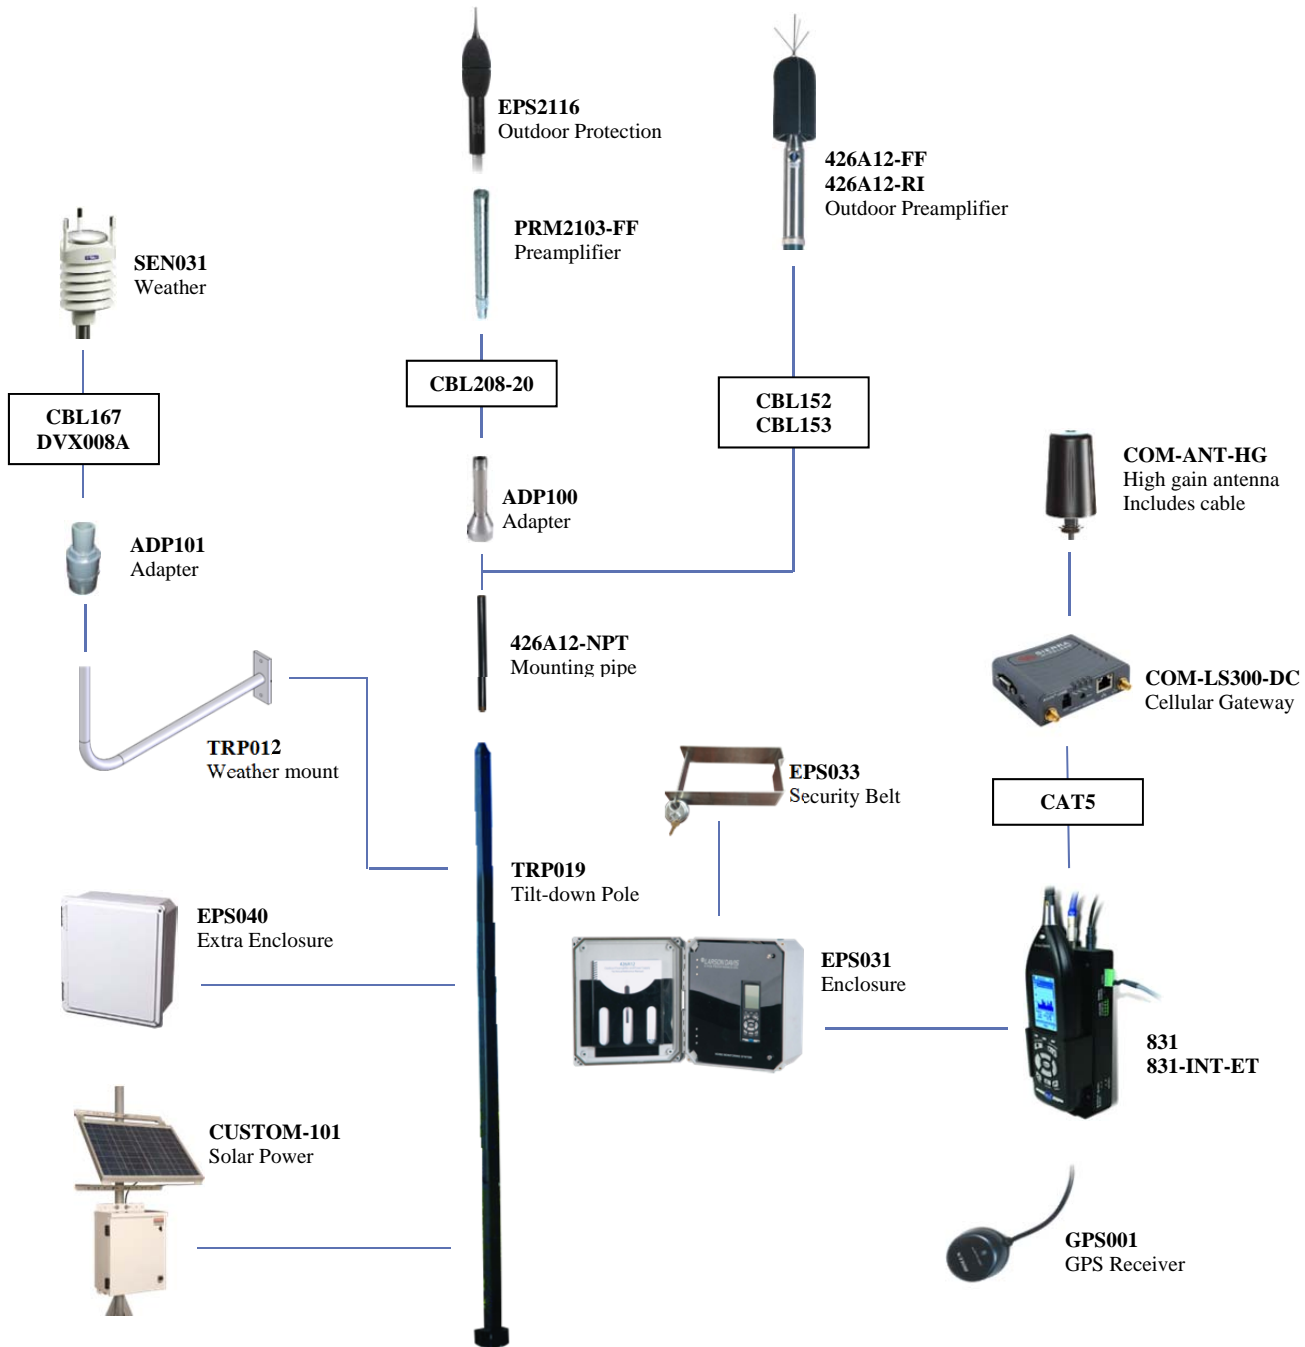 EPS2116
Outdoor Protection
426A12-FF
426A12-RI
Outdoor Preamplifier
PRM2103-FF
Preamplifier
SEN031
Weather
CBL208-20
CBL152
CBL153
CBL167
DVX008A
COM-ANT-HG
High gain antenna
Includes cable
ADP100
Adapter
ADP101
Adapter
426A12-NPT
Mounting pipe
SIERRA
COM-LS300-DC
Cellular Gateway
TRP012
Weather mount
EPS033
Security Belt
CAT5
TRP019
Tilt-down Pole
EPS040
Extra Enclosure
LARSON DAVIS
EPS031
Enclosure
831
831-INT-ET
CUSTOM-101
Solar Power
GPS001
GPS Receiver